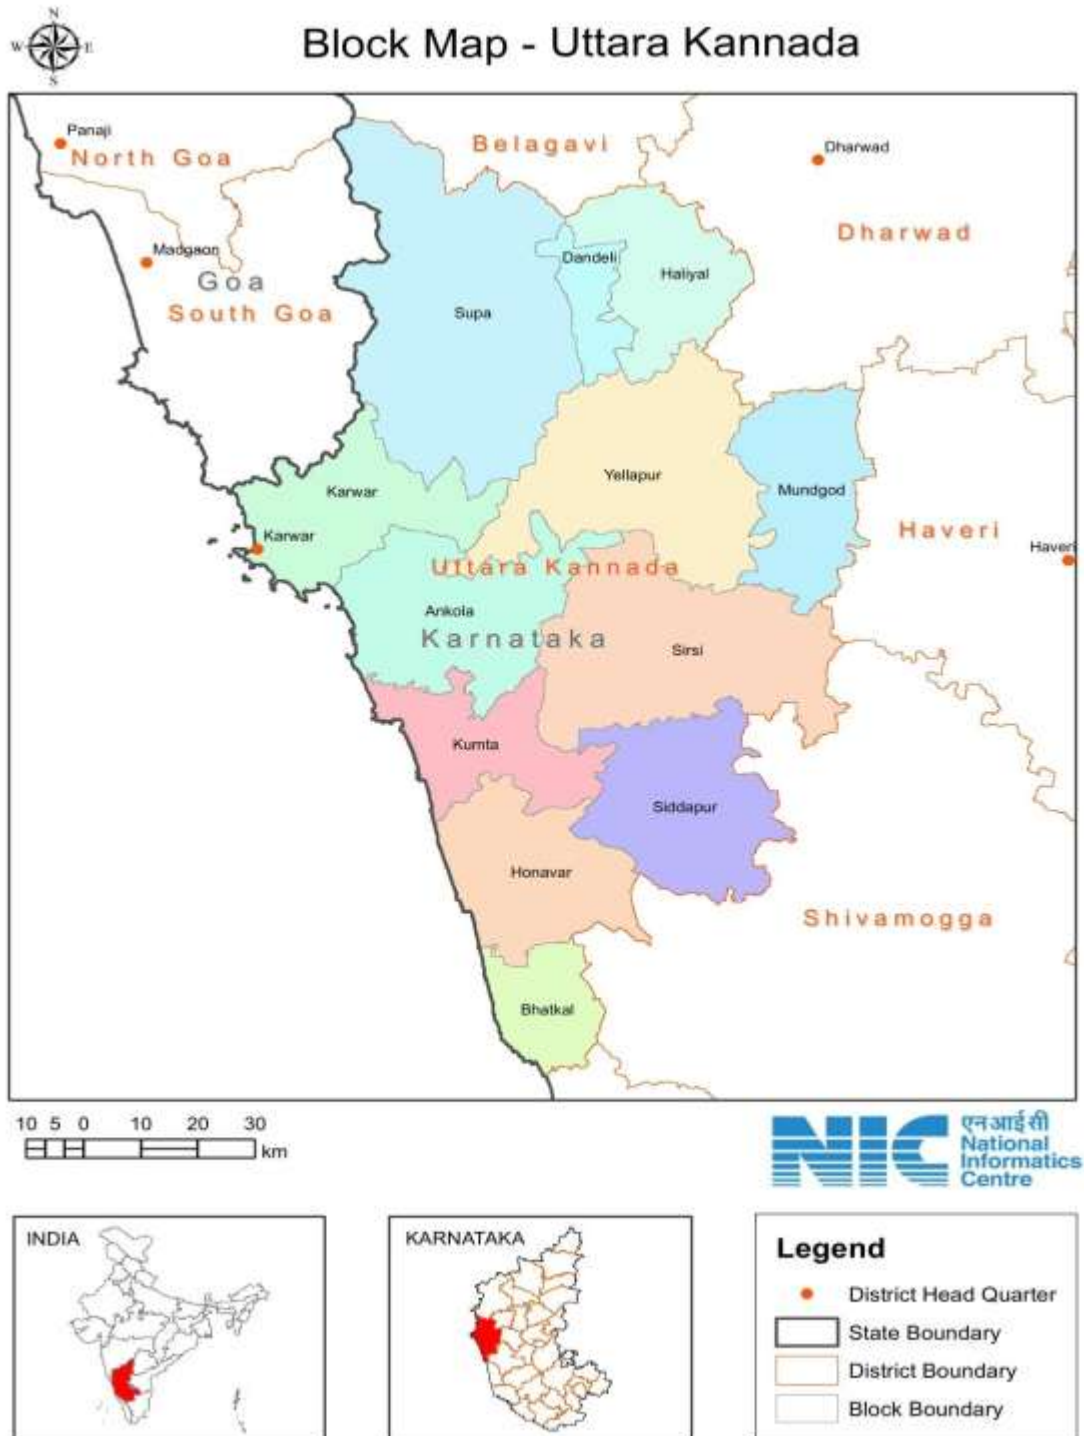 N
W E
S
Block Map - Uttara Kannada
Panaji
North Goa
Belagavi
Dharwad
Dharwad
Madgaon
Goa
South Goa
Dandeli
Haliyal
Supa
Yellapur
Mundgod
Karwar
Karwar
Haveri
Haveri
Uttara Kannada
Ankola
Karnataka
Sirsi
Kumta
Siddapur
Honavar
Shivamogga
Bhatkal
10 5 0 10 20 30
km
NIC
एनआईसी
National
Informatics
Centre
INDIA
KARNATAKA
Legend
District Head Quarter
State Boundary
District Boundary
Block Boundary